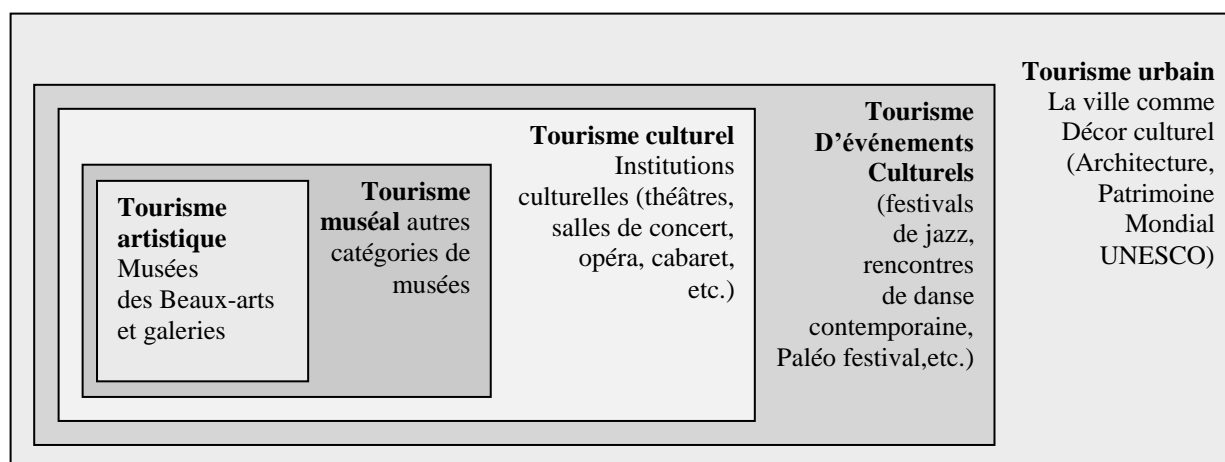 Tourisme
artistique
Musées
des Beaux-arts
et galeries
Tourisme
muséal autres
catégories de
musées
Tourisme culturel
Institutions
culturelles (théâtres,
salles de concert,
opéra, cabaret,
etc.)
Tourisme
D’événements
Culturels
(festivals
de jazz,
rencontres
de danse
contemporaine,
Paléo festival,etc.)
Tourisme urbain
La ville comme
Décor culturel
(Architecture,
Patrimoine
Mondial
UNESCO)